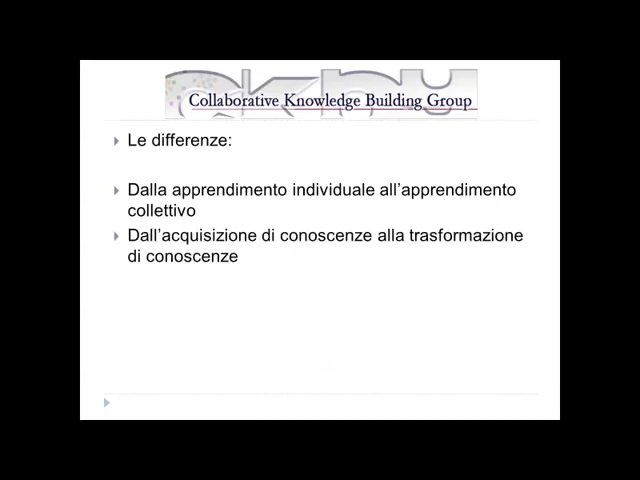 Collaborative Knowledge Building Group
Le differenze:
Dalla apprendimento individuale all'apprendimento
collettivo
Dall'acquisizione di conoscenze alla trasformazione
di conoscenze